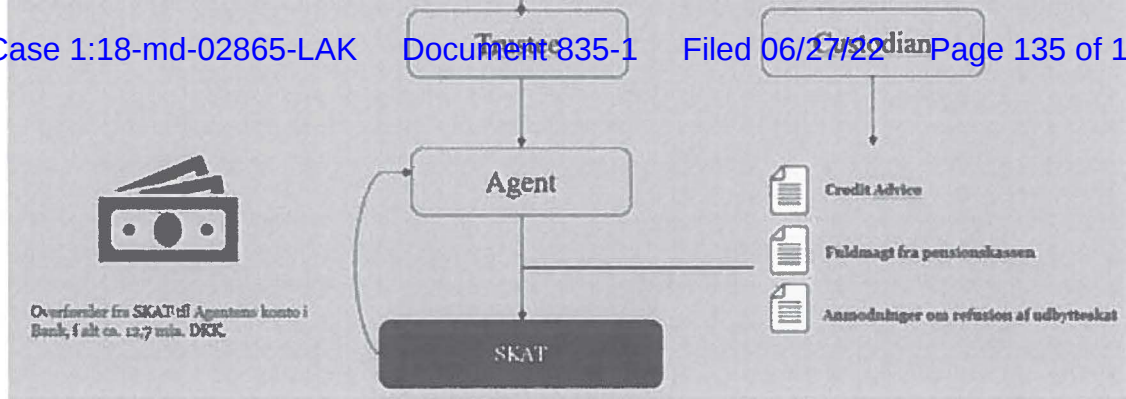 Trustee
Custodian
Case 1:18-md-02865-LAK Document 835-1 Filed 06/27/22 Page 135 of 1
Agent
Credit Advice
Fuldmagt fra pensionskassen
Anmodninger om refusion af udbytteskat
Overførsler fra SKAT til Agentens konto i
Bank, I alt ca. 12,7 mia. DKK.
SKAT